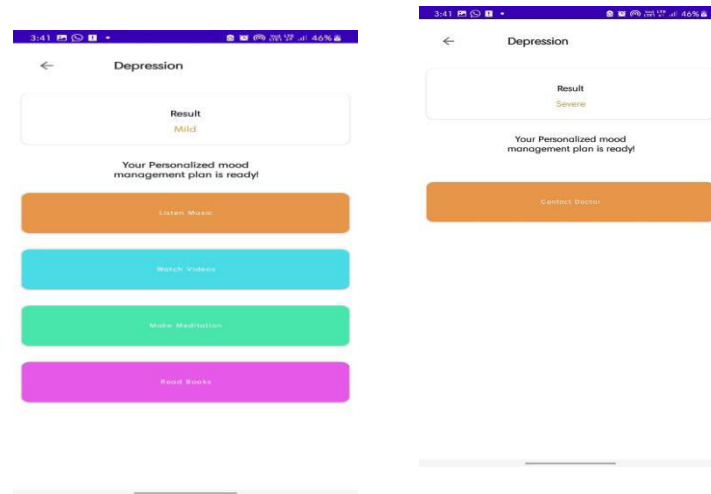 3:41
46%
Depression
Result
Mild
Your Personalized mood
management plan is ready!
Listen Music
Watch Videos
Make Meditation
Read Books
3:41
46%
Depression
Result
Severe
Your Personalized mood
management plan is ready!
Contact Doctor